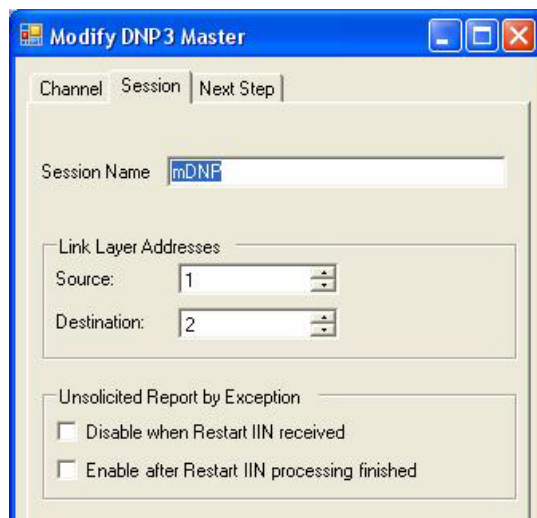 Modify DNP3 Master
Channel Session Next Step
Session Name mDNP
Link Layer Addresses
Source: 1
Destination: 2
Unsolicited Report by Exception
Disable when Restart IIN received
Enable after Restart IIN processing finished